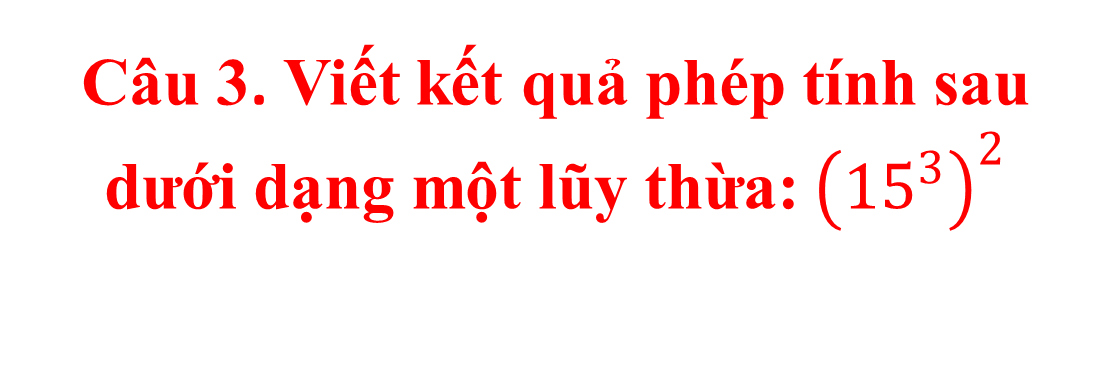 Câu 3. Viết kết quả phép tính sau
dưới dạng một lũy thừa: (15³)²